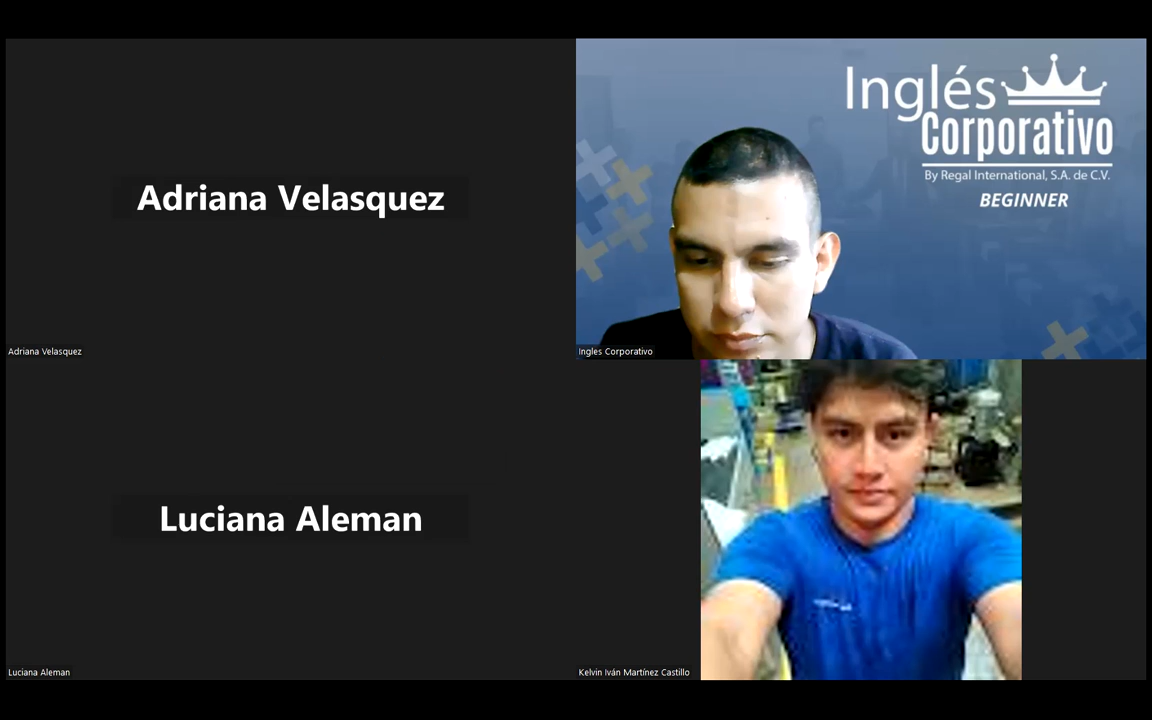 Adriana Velasquez
Adriana Velasquez
Inglés
Corporativo
By Regal International, S.A. de C.V.
BEGINNER
Ingles Corporativo
Luciana Aleman
Luciana Aleman
Kelvin Iván Martínez Castillo